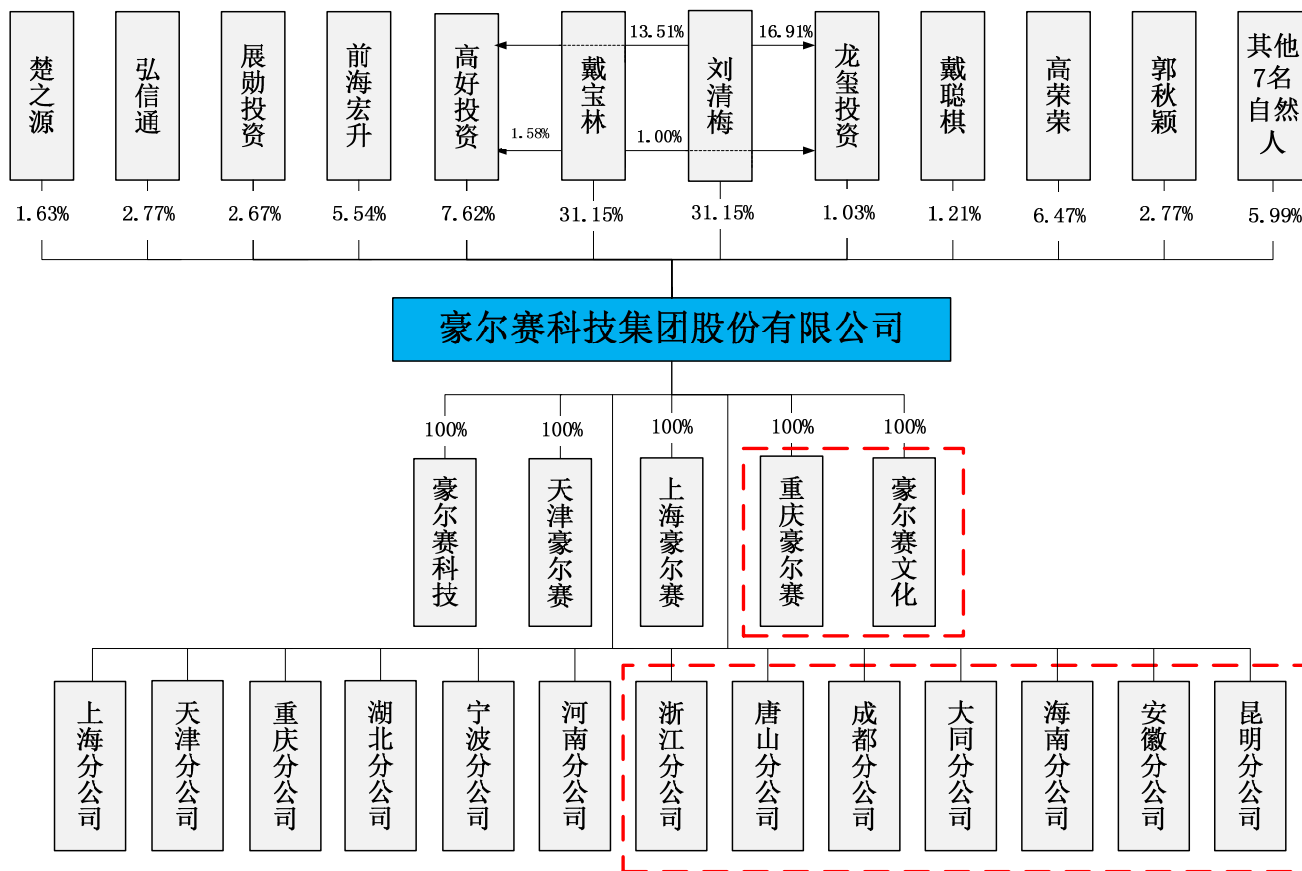 楚之源
弘信通
展勋投资
前海宏升
高好投资
戴宝林
刘清梅
龙玺投资
戴聪棋
高荣荣
郭秋颖
其他
7名
自然
人
13.51%
16.91%
1.58%
1.00%
1.63%
2.77%
2.67%
5.54%
7.62%
31.15%
31.15%
1.03%
1.21%
6.47%
2.77%
5.99%
豪尔赛科技集团股份有限公司
100%
100%
100%
100%
100%
豪尔赛科技
天津豪尔赛
上海豪尔赛
重庆豪尔赛
豪尔赛文化
上海分公司
天津分公司
重庆分公司
湖北分公司
宁波分公司
河南分公司
浙江分公司
唐山分公司
成都分公司
大同分公司
海南分公司
安徽分公司
昆明分公司